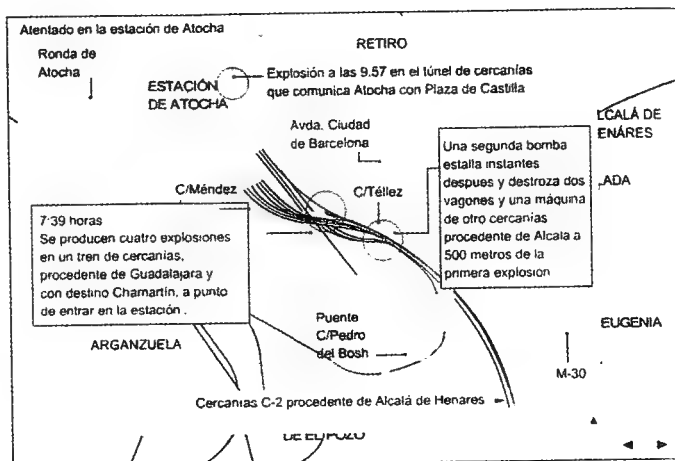 Atentado en la estación de Atocha
Ronda de
Atocha
RETIRO
ESTACIÓN
DE ATOCHA
Explosión a las 9.57 en el túnel de cercanías
que comunica Atocha con Plaza de Castilla
Avda. Ciudad
de Barcelona
LCALÁ DE
ENÁRES
ADA
C/Méndez
C/Téllez
Una segunda bomba
estalla instantes
despues y destroza dos
vagones y una máquina
de otro cercanías
procedente de Alcala a
500 metros de la
primera explosion
7:39 horas
Se producen cuatro explosiones
en un tren de cercanías,
procedente de Guadalajara y
con destino Chamartín, a punto
de entrar en la estación .
ARGANZUELA
Puente
C/Pedro
del Bosh
EUGENIA
M-30
Cercanías C-2 procedente de Alcalá de Henares
DE EL POZO